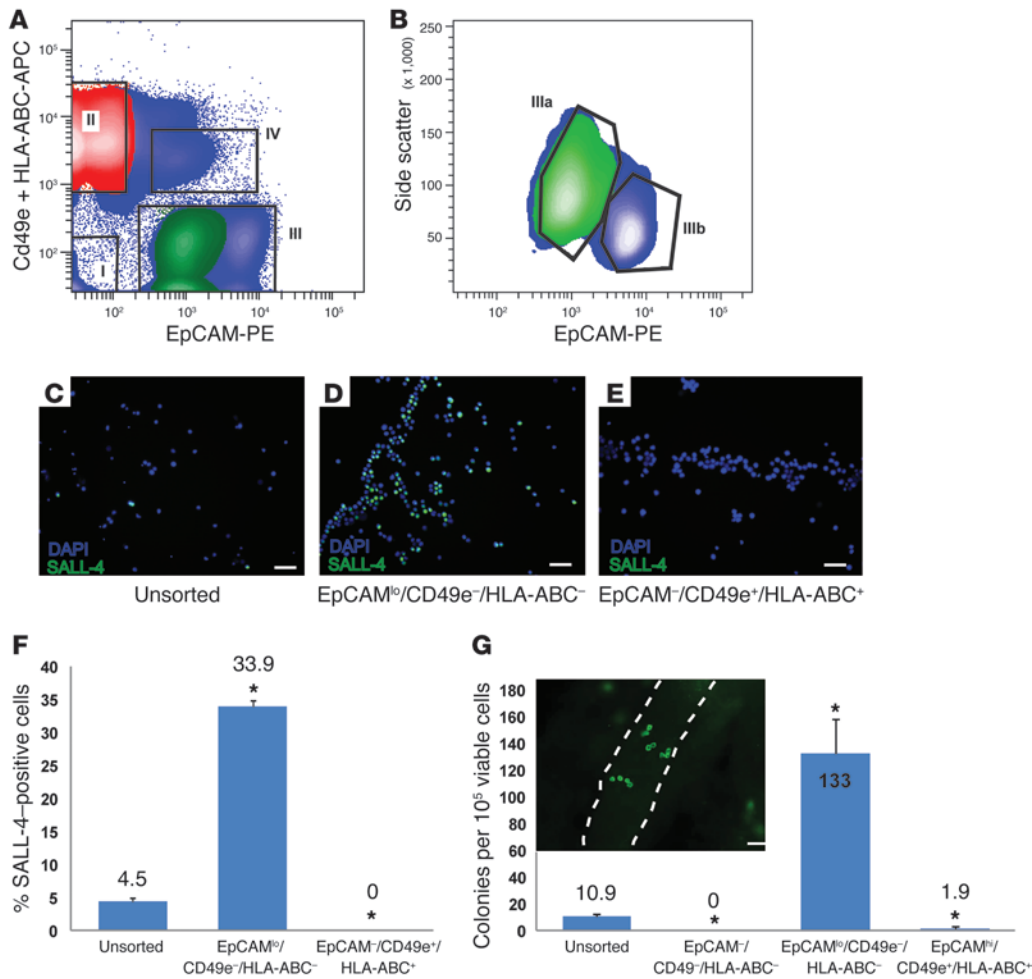 A
Cd49e + HLA-ABC-APC
10⁵
10⁴
10³
10²
II
IV
III
I
10² 10³ 10⁴ 10⁵
EpCAM-PE
B
Side scatter (x 1,000)
250
200
150
100
50
IIIa
IIIb
10² 10³ 10⁴ 10⁵
EpCAM-PE
C
DAPI
SALL-4
Unsorted
D
DAPI
SALL-4
EpCAMˡᵒ/CD49e⁻/HLA-ABC⁻
E
DAPI
SALL-4
EpCAM⁻/CD49e⁺/HLA-ABC⁺
F
% SALL-4–positive cells
40
35
30
25
20
15
10
5
0
4.5
33.9
*
0
*
Unsorted
EpCAMˡᵒ/
CD49e⁻/HLA-ABC⁻
EpCAM⁻/CD49e⁺/
HLA-ABC⁺
G
Colonies per 10⁵ viable cells
180
160
140
120
100
80
60
40
20
0
10.9
0
*
*
133
1.9
*
Unsorted
EpCAM⁻/
CD49⁻/HLA-ABC⁻
EpCAMˡᵒ/CD49e⁻/
HLA-ABC⁻
EpCAMʰⁱ/
CD49e⁺/HLA-ABC⁺